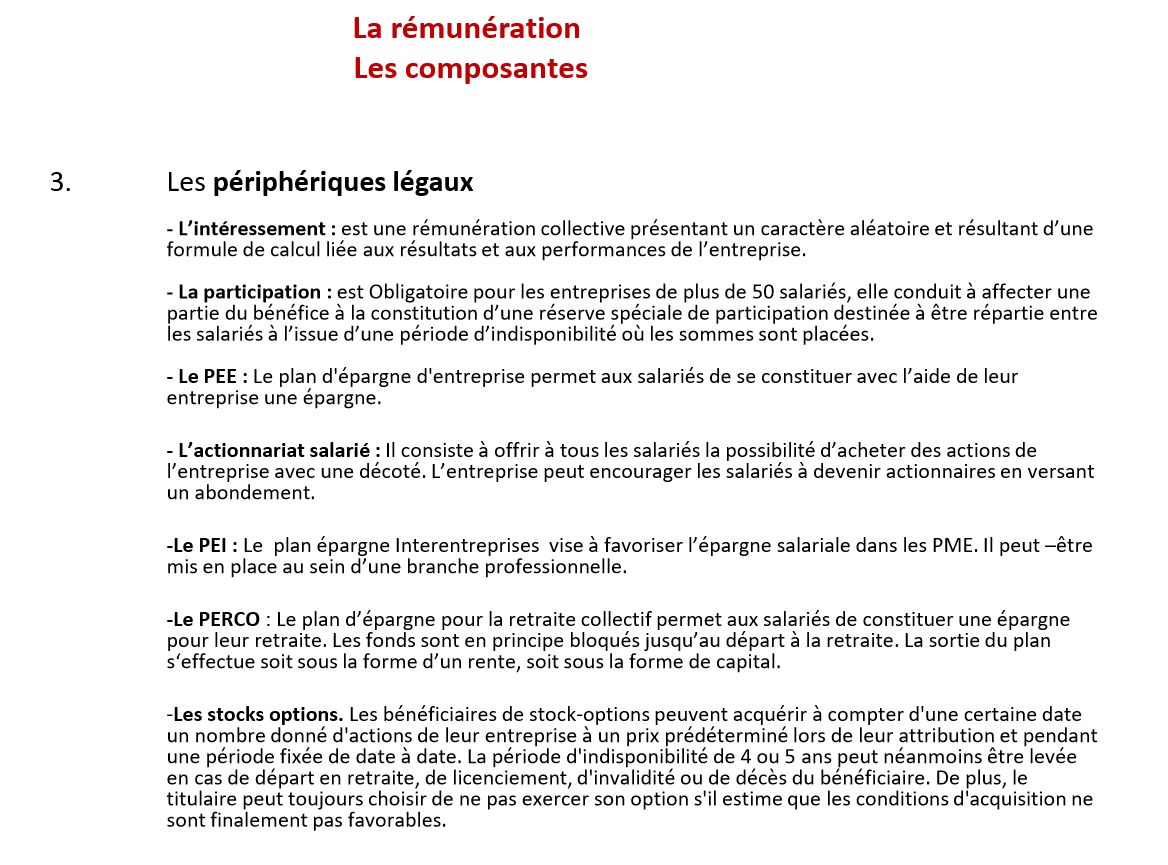 La rémunération
Les composantes
3. Les périphériques légaux
- L’intéressement : est une rémunération collective présentant un caractère aléatoire et résultant d’une
formule de calcul liée aux résultats et aux performances de l’entreprise.
- La participation : est Obligatoire pour les entreprises de plus de 50 salariés, elle conduit à affecter une
partie du bénéfice à la constitution d’une réserve spéciale de participation destinée à être répartie entre
les salariés à l’issue d’une période d’indisponibilité où les sommes sont placées.
- Le PEE : Le plan d'épargne d'entreprise permet aux salariés de se constituer avec l’aide de leur
entreprise une épargne.
- L’actionnariat salarié : Il consiste à offrir à tous les salariés la possibilité d’acheter des actions de
l’entreprise avec une décoté. L’entreprise peut encourager les salariés à devenir actionnaires en versant
un abondement.
-Le PEI : Le  plan épargne Interentreprises  vise à favoriser l’épargne salariale dans les PME. Il peut –être
mis en place au sein d’une branche professionnelle.
-Le PERCO : Le plan d’épargne pour la retraite collectif permet aux salariés de constituer une épargne
pour leur retraite. Les fonds sont en principe bloqués jusqu’au départ à la retraite. La sortie du plan
s‘effectue soit sous la forme d’un rente, soit sous la forme de capital.
-Les stocks options. Les bénéficiaires de stock-options peuvent acquérir à compter d'une certaine date
un nombre donné d'actions de leur entreprise à un prix prédéterminé lors de leur attribution et pendant
une période fixée de date à date. La période d'indisponibilité de 4 ou 5 ans peut néanmoins être levée
en cas de départ en retraite, de licenciement, d'invalidité ou de décès du bénéficiaire. De plus, le
titulaire peut toujours choisir de ne pas exercer son option s'il estime que les conditions d'acquisition ne
sont finalement pas favorables.